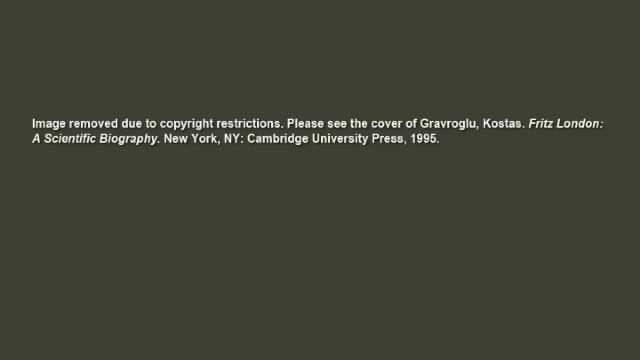 Image removed due to copyright restrictions. Please see the cover of Gravroglu, Kostas. Fritz London:
A Scientific Biography. New York, NY: Cambridge University Press, 1995.